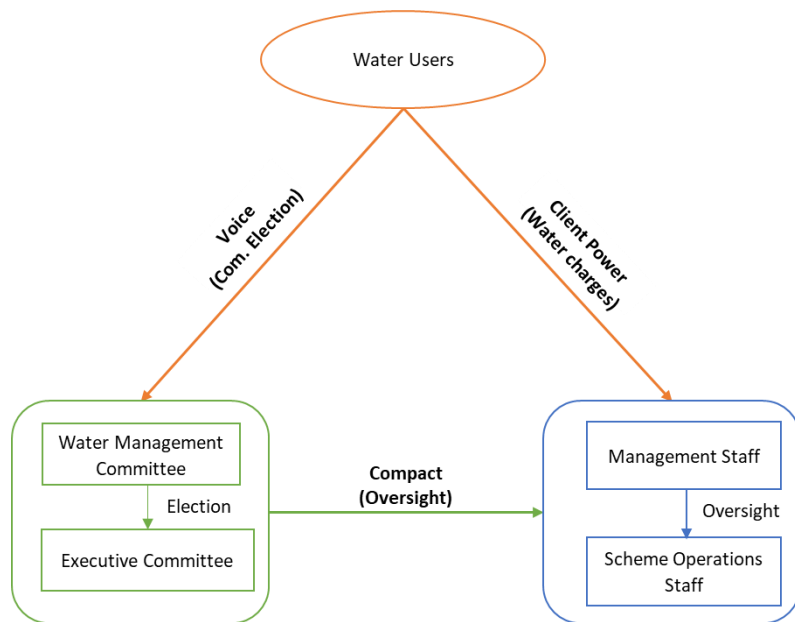 Water Users
Voice
(Com. Election)
Client Power
(Water charges)
Water Management
Committee
Election
Executive Committee
Compact
(Oversight)
Management Staff
Oversight
Scheme Operations
Staff